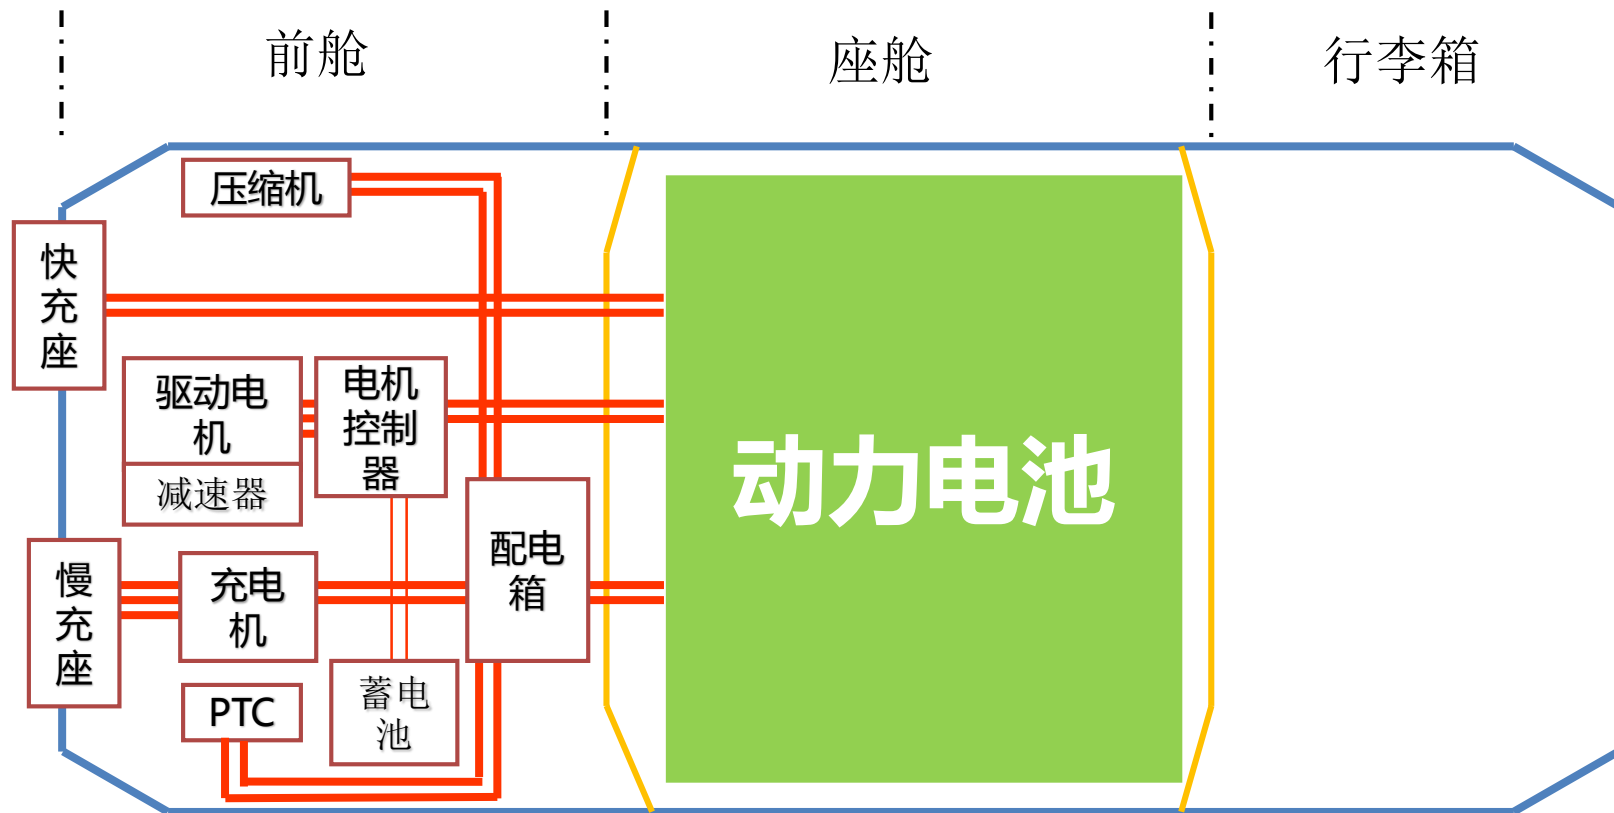 前舱
座舱
行李箱
压缩机
快
充
座
驱动电
机
减速器
电机
控制
器
动力电池
慢
充
座
充电
机
配电
箱
PTC
蓄电
池